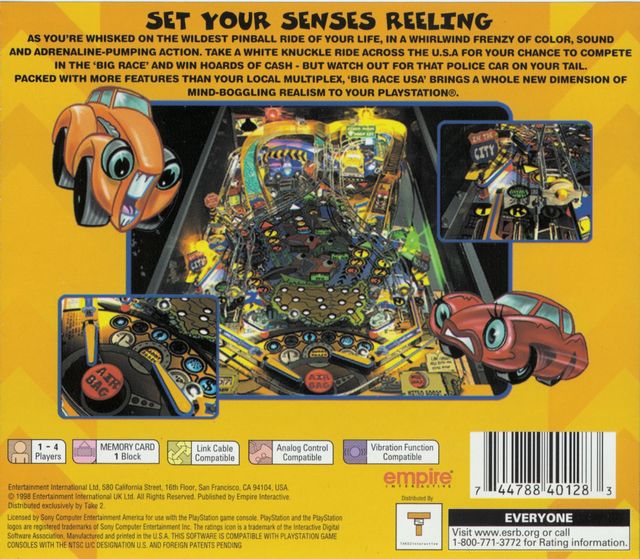 SET YOUR SENSES REELING
AS YOU'RE WHISKED ON THE WILDEST PINBALL RIDE OF YOUR LIFE, IN A WHIRLWIND FRENZY OF COLOR, SOUND
AND ADRENALINE-PUMPING ACTION. TAKE A WHITE KNUCKLE RIDE ACROSS THE U.S.A FOR YOUR CHANCE TO COMPETE
IN THE 'BIG RACE' AND WIN HOARDS OF CASH - BUT WATCH OUT FOR THAT POLICE CAR ON YOUR TAIL.
PACKED WITH MORE FEATURES THAN YOUR LOCAL MULTIPLEX, 'BIG RACE USA' BRINGS A WHOLE NEW DIMENSION OF
MIND-BOGGLING REALISM TO YOUR PLAYSTATION®.
IN THE
CITY
AIR
BAG
AIR
BAG
1 - 4
Players
MEMORY CARD
1 Block
Link Cable
Compatible
Analog Control
Compatible
Vibration Function
Compatible
Entertainment International Ltd, 580 California Street, 16th Floor, San Francisco, CA 94104, USA.
© 1998 Entertainment International UK Ltd. All Rights Reserved. Published by Empire Interactive.
Distributed exclusively by Take 2.
Licensed by Sony Computer Entertainment America for use with the PlayStation game console. PlayStation and the PlayStation
logos are registered trademarks of Sony Computer Entertainment Inc. The ratings icon is a trademark of the Interactive Digital
Software Association. Manufactured and printed in the U.S.A. THIS SOFTWARE IS COMPATIBLE WITH PLAYSTATION GAME
CONSOLES WITH THE NTSC U/C DESIGNATION. U.S. AND FOREIGN PATENTS PENDING
empire
INTERACTIVE
Distributed By
T
TAKE2Interactive
7 44788 40128 3
EVERYONE
Visit www.esrb.org or call
1-800-771-3772 for Rating information.